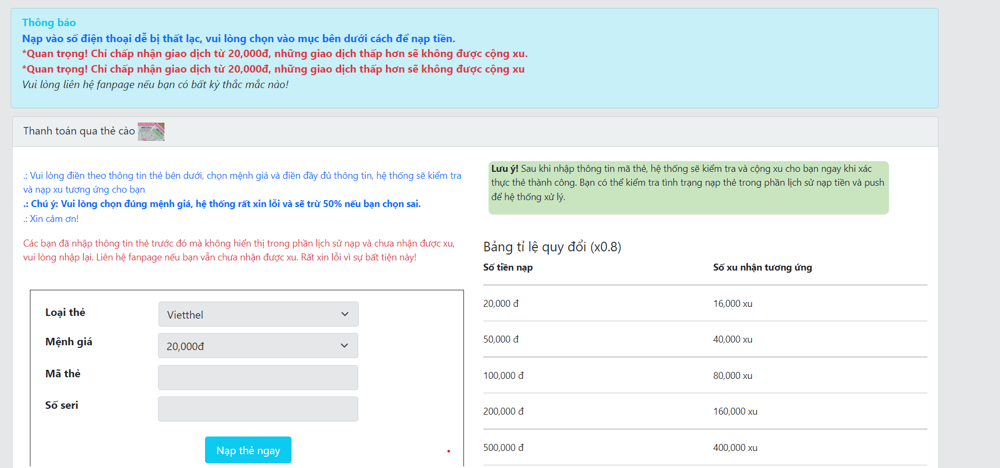 Thông báo
Nạp vào số điện thoại dễ bị thất lạc, vui lòng chọn vào mục bên dưới cách để nạp tiền.
*Quan trọng! Chỉ chấp nhận giao dịch từ 20,000đ, những giao dịch thấp hơn sẽ không được cộng xu.
*Quan trọng! Chỉ chấp nhận giao dịch từ 20,000đ, những giao dịch thấp hơn sẽ không được cộng xu
Vui lòng liên hệ fanpage nếu bạn có bất kỳ thắc mắc nào!
Thanh toán qua thẻ cào
.: Vui lòng điền theo thông tin thẻ bên dưới, chọn mệnh giá và điền đầy đủ thông tin, hệ thống sẽ kiểm tra
và nạp xu tương ứng cho bạn
.: Chú ý: Vui lòng chọn đúng mệnh giá, hệ thống rất xin lỗi và sẽ trừ 50% nếu bạn chọn sai.
.: Xin cảm ơn!
Các bạn đã nhập thông tin thẻ trước đó mà không hiển thị trong phần lịch sử nạp và chưa nhận được xu,
vui lòng nhập lại. Liên hệ fanpage nếu bạn vẫn chưa nhận được xu. Rất xin lỗi vì sự bất tiện này!
Loại thẻ
Vietthel
Mệnh giá
20,000đ
Mã thẻ
Số seri
Nạp thẻ ngay
Lưu ý! Sau khi nhập thông tin mã thẻ, hệ thống sẽ kiểm tra và cộng xu cho bạn ngay khi xác
thực thẻ thành công. Bạn có thể kiểm tra tình trạng nạp thẻ trong phần lịch sử nạp tiền và push
để hệ thống xử lý.
Bảng tỉ lệ quy đổi (x0.8)
Số tiền nạp Số xu nhận tương ứng
20,000 đ 16,000 xu
50,000 đ 40,000 xu
100,000 đ 80,000 xu
200,000 đ 160,000 xu
500,000 đ 400,000 xu